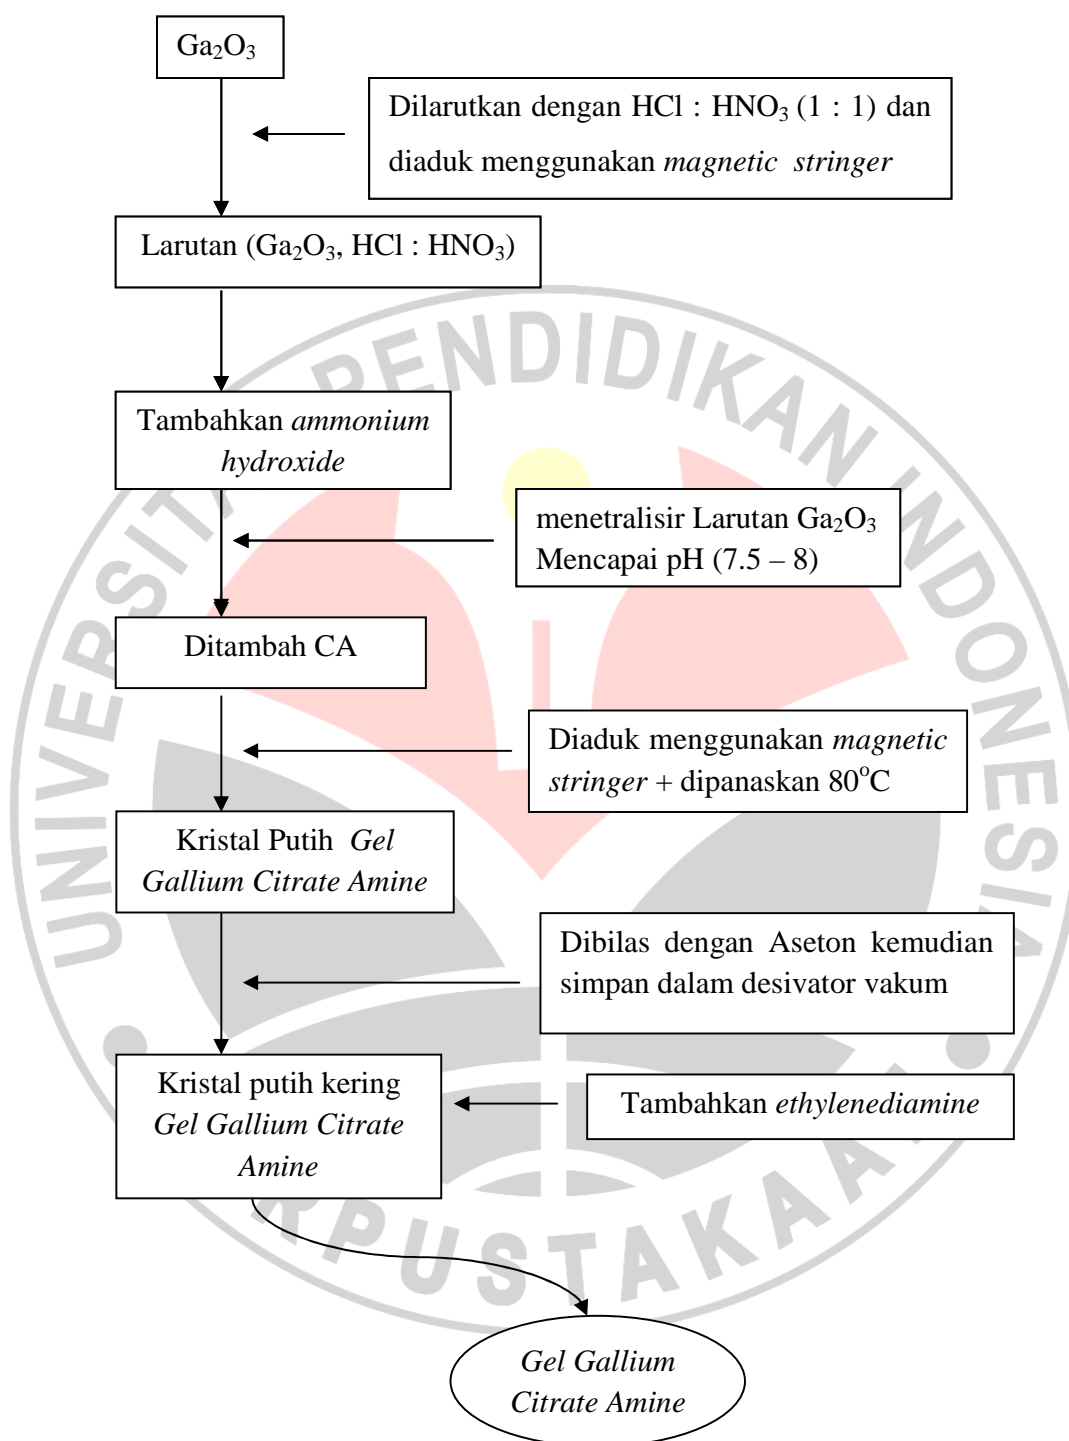 Ga₂O₃
Dilarutkan dengan HCl : HNO₃ (1 : 1) dan
diaduk menggunakan magnetic stringer
Larutan (Ga₂O₃, HCl : HNO₃)
Tambahkan ammonium
hydroxide
menetralisir Larutan Ga₂O₃
Mencapai pH (7.5 – 8)
Ditambah CA
Diaduk menggunakan magnetic
stringer + dipanaskan 80°C
Kristal Putih Gel
Gallium Citrate Amine
Dibilas dengan Aseton kemudian
simpan dalam desivator vakum
Kristal putih kering
Gel Gallium Citrate
Amine
Tambahkan ethylenediamine
Gel Gallium
Citrate Amine
UNIVERSITAS PENDIDIKAN INDONESIA
PERPUSTAKAAN